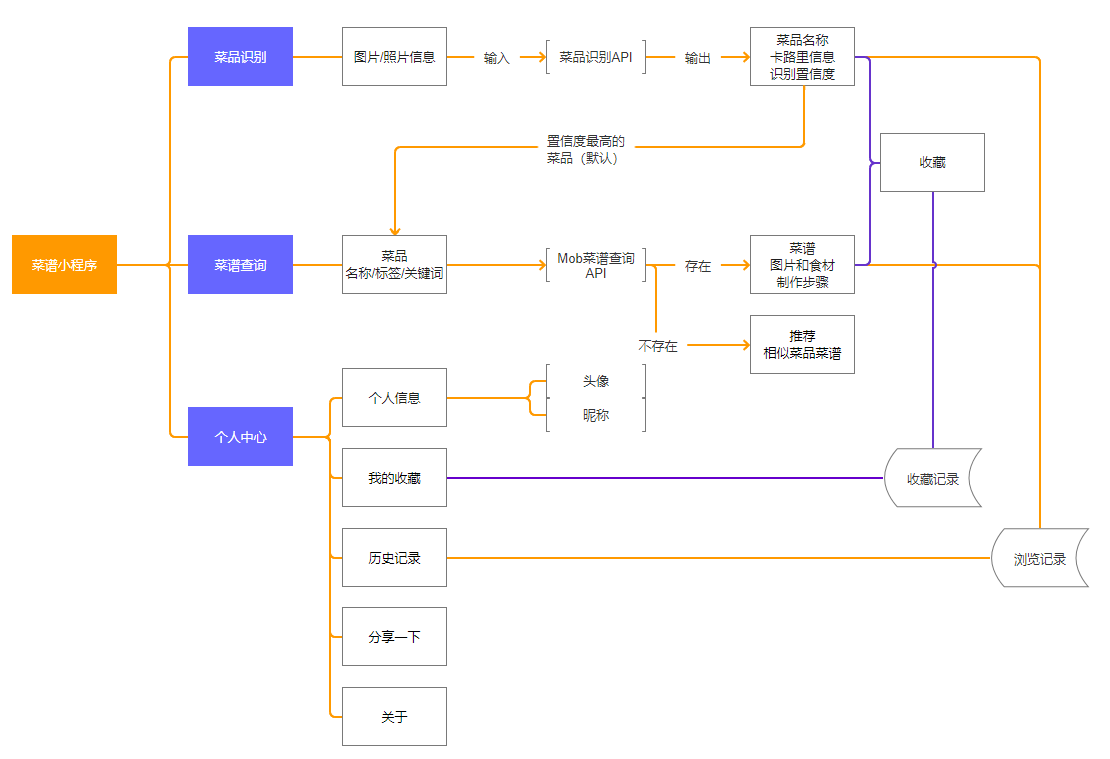 菜品识别
图片/照片信息
输入
菜品识别API
输出
菜品名称
卡路里信息
识别置信度
置信度最高的
菜品（默认）
收藏
菜谱小程序
菜谱查询
菜品
名称/标签/关键词
Mob菜谱查询
API
存在
菜谱
图片和食材
制作步骤
不存在
推荐
相似菜品菜谱
个人中心
个人信息
头像
昵称
我的收藏
收藏记录
历史记录
浏览记录
分享一下
关于